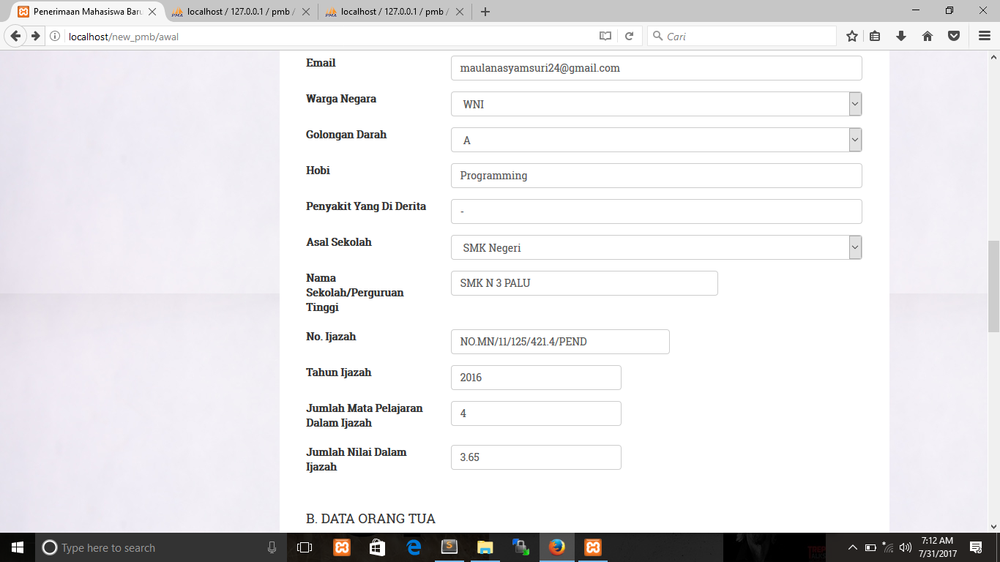 Penerimaan Mahasiswa Baru
localhost / 127.0.0.1 / pmb /
localhost / 127.0.0.1 / pmb /
localhost/new_pmb/awal
Cari
Email
maulanasyamsuri24@gmail.com
Warga Negara
WNI
Golongan Darah
A
Hobi
Programming
Penyakit Yang Di Derita
-
Asal Sekolah
SMK Negeri
Nama
Sekolah/Perguruan
Tinggi
SMK N 3 PALU
No. Ijazah
NO.MN/11/125/421.4/PEND
Tahun Ijazah
2016
Jumlah Mata Pelajaran
Dalam Ijazah
4
Jumlah Nilai Dalam
Ijazah
3.65
B. DATA ORANG TUA
Type here to search
7:12 AM
7/31/2017